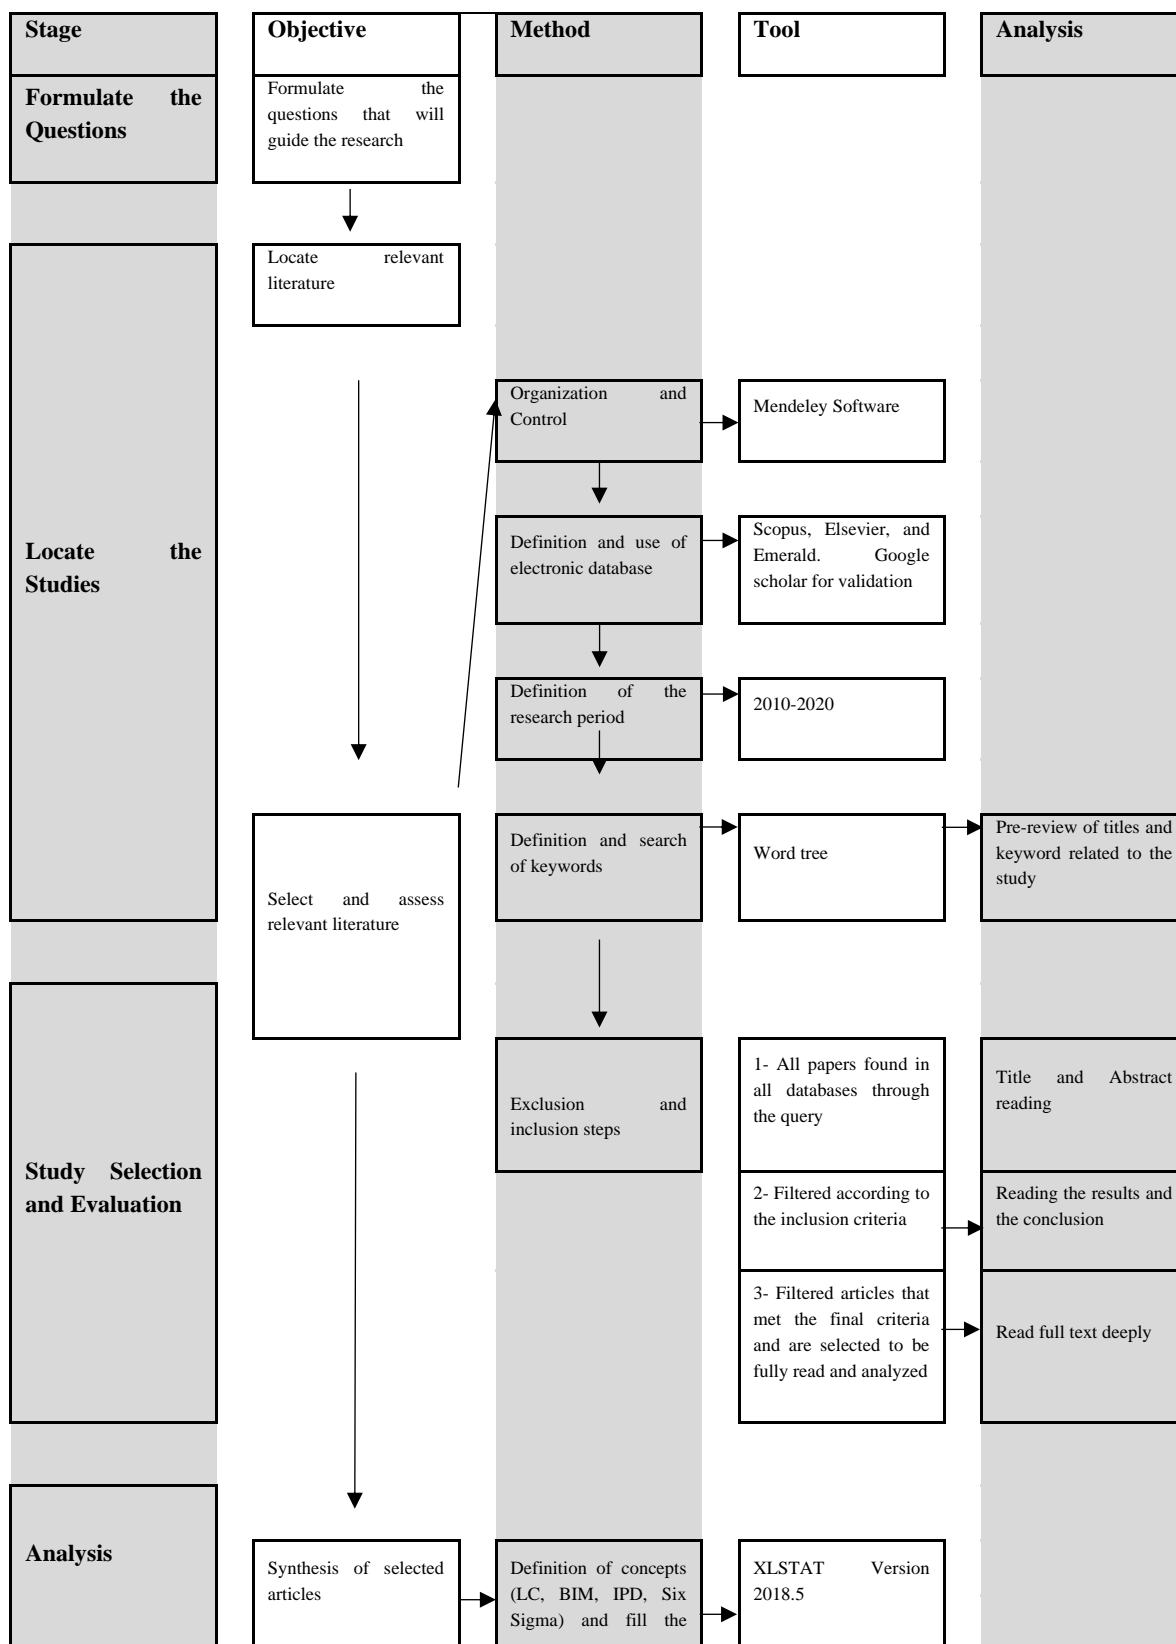 Stage
Objective
Method
Tool
Analysis
Formulate the
Questions
Formulate the
questions that will
guide the research
Locate the
Studies
Locate relevant
literature
Organization and
Control
Mendeley Software
Definition and use of
electronic database
Scopus, Elsevier, and
Emerald. Google
scholar for validation
Definition of the
research period
2010-2020
Select and assess
relevant literature
Definition and search
of keywords
Word tree
Pre-review of titles and
keyword related to the
study
Study Selection
and Evaluation
Exclusion and
inclusion steps
1- All papers found in
all databases through
the query
Title and Abstract
reading
2- Filtered according to
the inclusion criteria
Reading the results and
the conclusion
3- Filtered articles that
met the final criteria
and are selected to be
fully read and analyzed
Read full text deeply
Analysis
Synthesis of selected
articles
Definition of concepts
(LC, BIM, IPD, Six
Sigma) and fill the
XLSTAT Version
2018.5